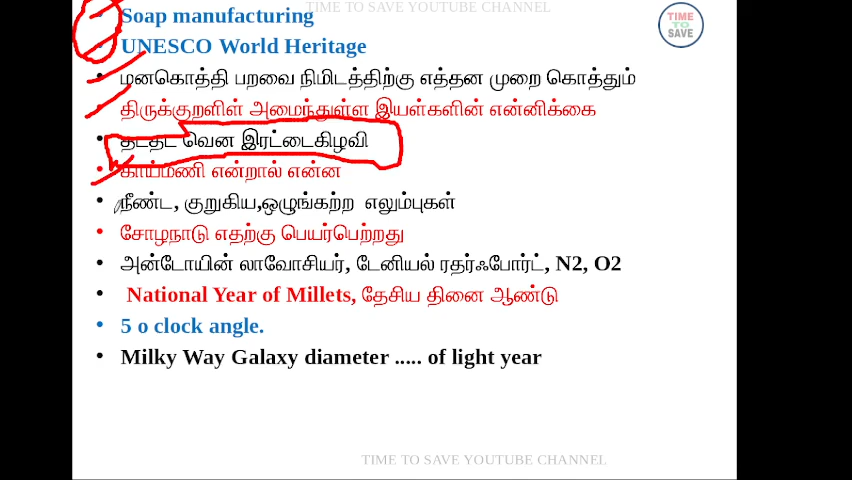 TIME TO SAVE YOUTUBE CHANNEL
Soap manufacturing
TIME
TO
SAVE
UNESCO World Heritage
மனகொத்தி பறவை நிமிடத்திற்கு எத்தன முறை கொத்தும்
திருக்குறளிள் அமைந்துள்ள இயள்களின் என்னிக்கை
தடதட வென இரட்டைகிழவி
காய்மணி என்றால் என்ன
நீண்ட, குறுகிய,ஒழுங்கற்ற எலும்புகள்
சோழநாடு எதற்கு பெயர்பெற்றது
அன்டோயின் லாவோசியர், டேனியல் ரதர்ஃபோர்ட், N2, O2
National Year of Millets, தேசிய தினை ஆண்டு
5 o clock angle.
Milky Way Galaxy diameter ..... of light year
TIME TO SAVE YOUTUBE CHANNEL